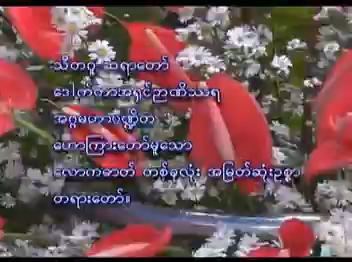 သီတဂူ ဆရာတော်
ဒေါက်တာအရှင်ဉာဏိဿရ
အဂ္ဂမဟာပဏ္ဍိတ
ဟောကြားတော်မူသော
လောကဓာတ် တစ်ခုလုံး အမြတ်ဆုံးဥစ္စာ
တရားတော်။